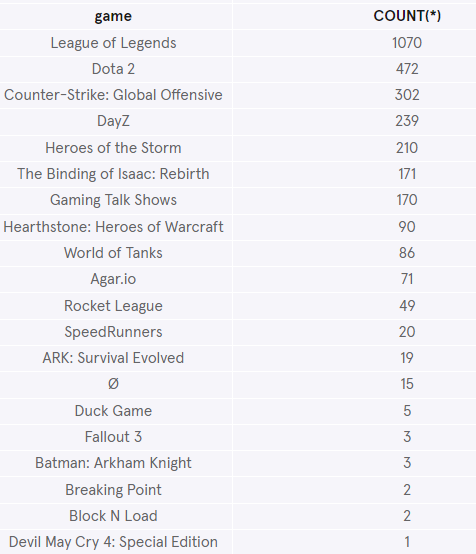 game COUNT(*)
League of Legends 1070
Dota 2 472
Counter-Strike: Global Offensive 302
DayZ 239
Heroes of the Storm 210
The Binding of Isaac: Rebirth 171
Gaming Talk Shows 170
Hearthstone: Heroes of Warcraft 90
World of Tanks 86
Agar.io 71
Rocket League 49
SpeedRunners 20
ARK: Survival Evolved 19
Ø 15
Duck Game 5
Fallout 3 3
Batman: Arkham Knight 3
Breaking Point 2
Block N Load 2
Devil May Cry 4: Special Edition 1